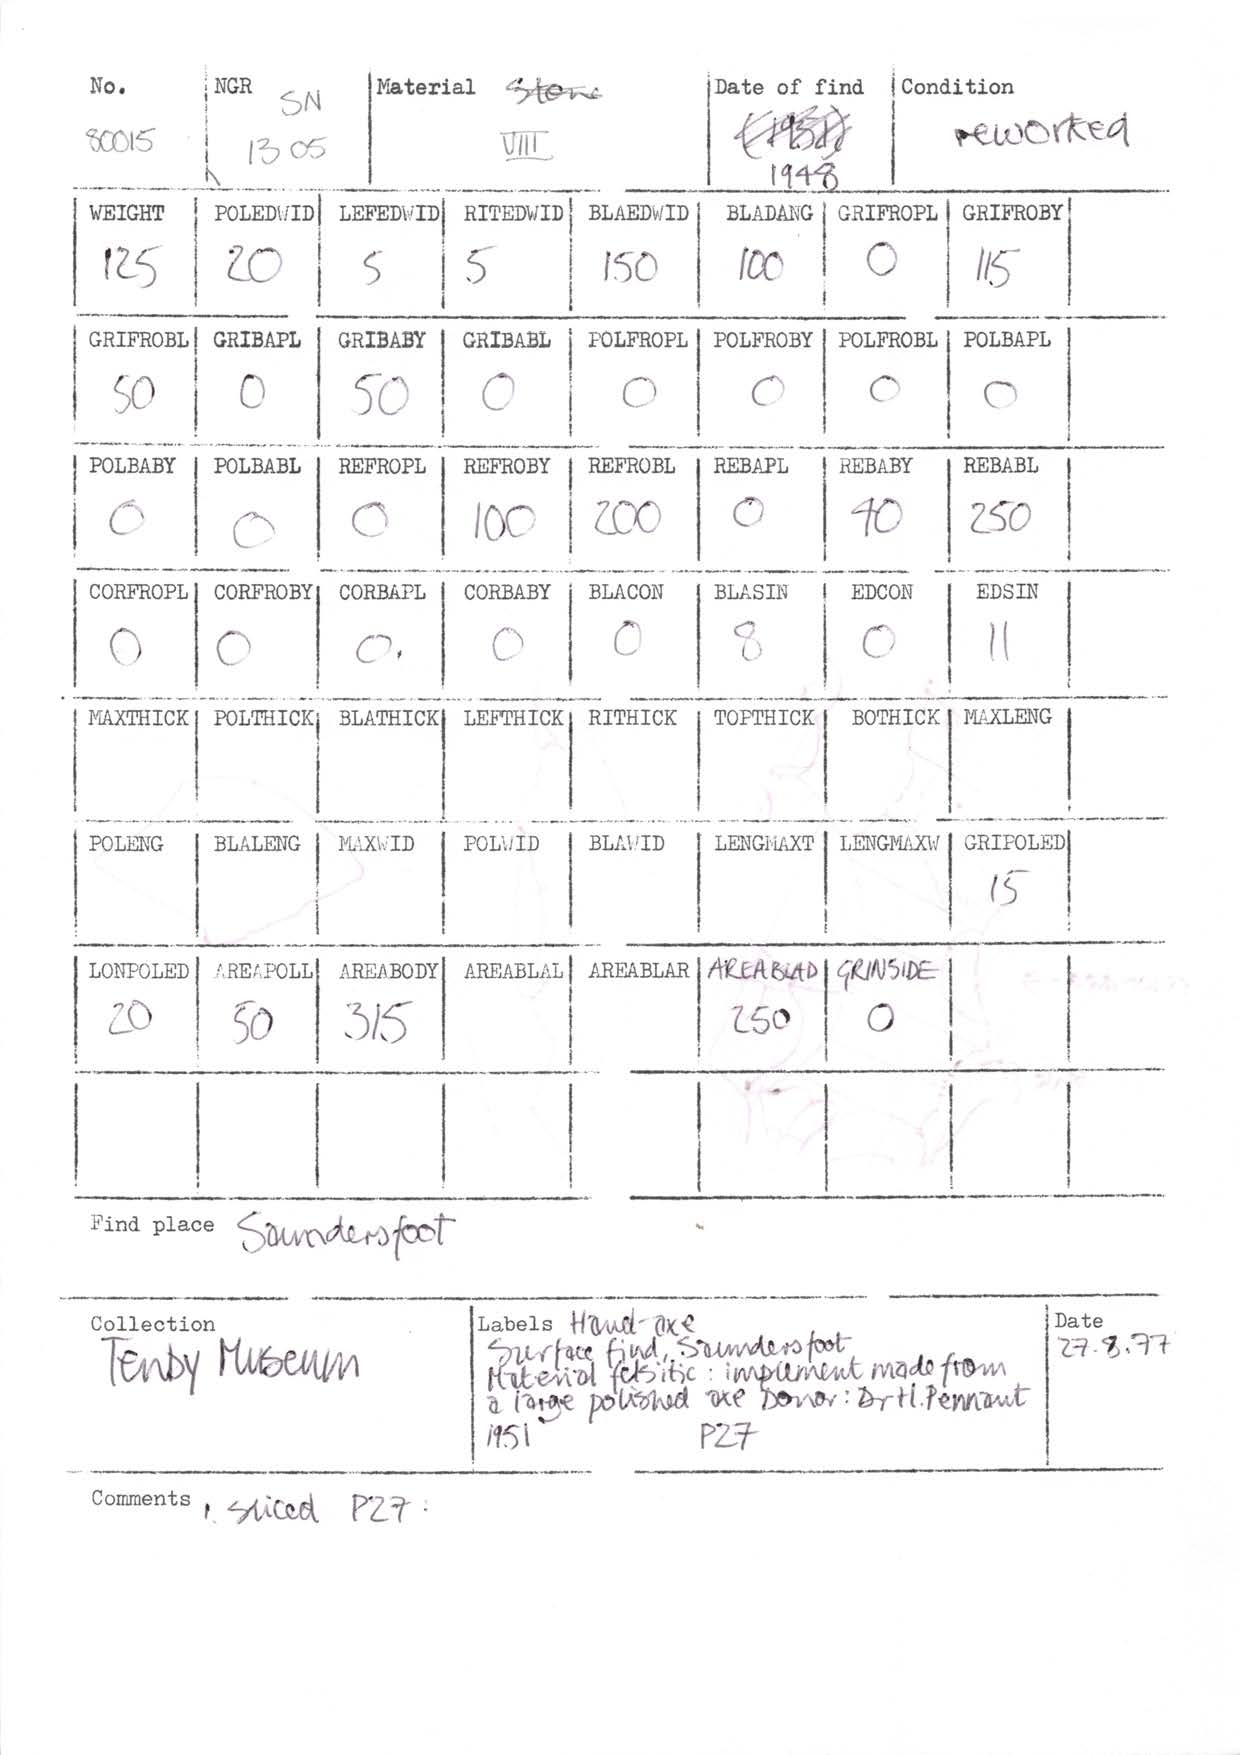 No. NGR Material Stone Date of find Condition
80015 SN 13 05 VIII (1951) 1948 reworked
WEIGHT POLEDWID LEFEDWID RITEDWID BLAEDWID BLADANG GRIFROPL GRIFROBY
125 20 5 5 150 100 0 115
GRIFROBL GRIBAPL GRIBABY GRIBABL POLFROPL POLFROBY POLFROBL POLBAPL
50 0 50 0 0 0 0 0
POLBABY POLBABL REFROPL REFROBY REFROBL REBAPL REBABY REBABL
0 0 0 100 200 0 40 250
CORFROPL CORFROBY CORBAPL CORBABY BLACON BLASIN EDCON EDSIN
0 0 0. 0 0 8 0 11
MAXTHICK POLTHICK BLATHICK LEFTHICK RITHICK TOPTHICK BOTHICK MAXLENG
POLENG BLALENG MAXWID POLWID BLAWID LENGMAXT LENGMAXW GRIPOLED
15
LONPOLED AREAPOLL AREABODY AREABLAL AREABLAR AREABLAD GRINSIDE
20 50 315 250 0
Find place Saundersfoot
Collection
Tenby Museum
Labels Hand-axe
Surface find, Saundersfoot
Material felsitic : implement made from
a large polished axe Donor: Dr H. Pennant
1951 P27
Date
27.8.77
Comments , sliced P27 :